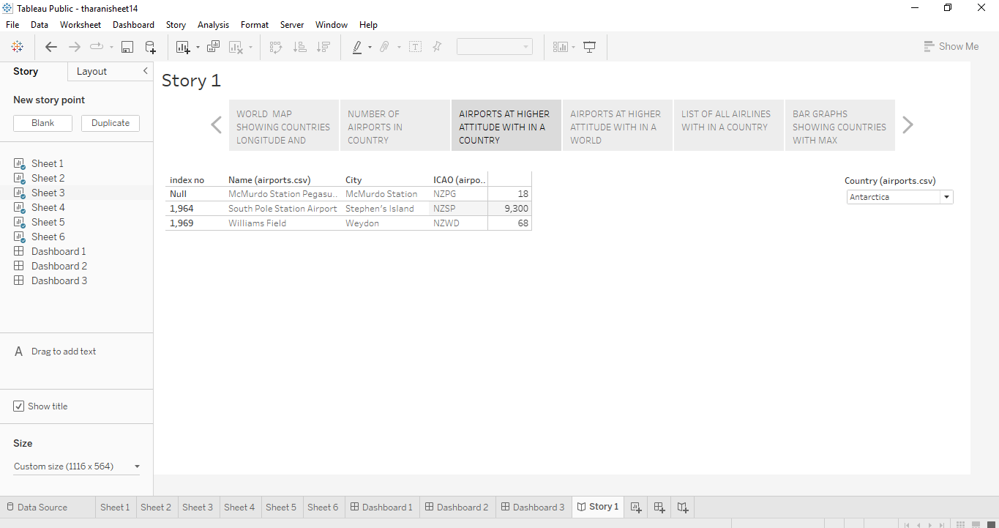 Tableau Public - tharanisheet14
File Data Worksheet Dashboard Story Analysis Format Server Window Help
Show Me
Story Layout
New story point
Blank Duplicate
Sheet 1
Sheet 2
Sheet 3
Sheet 4
Sheet 5
Sheet 6
Dashboard 1
Dashboard 2
Dashboard 3
A Drag to add text
Show title
Size
Custom size (1116 x 564)
Story 1
WORLD MAP
SHOWING COUNTRIES
LONGITUDE AND
NUMBER OF
AIRPORTS IN
COUNTRY
AIRPORTS AT HIGHER
ATTITUDE WITH IN A
COUNTRY
AIRPORTS AT HIGHER
ATTITUDE WITH IN A
WORLD
LIST OF ALL AIRLINES
WITH IN A COUNTRY
BAR GRAPHS
SHOWING COUNTRIES
WITH MAX
index no Name (airports.csv) City ICAO (airpo..
Null McMurdo Station Pegasu.. McMurdo Station NZPG 18
1,964 South Pole Station Airport Stephen's Island NZSP 9,300
1,969 Williams Field Weydon NZWD 68
Country (airports.csv)
Antarctica
Data Source Sheet 1 Sheet 2 Sheet 3 Sheet 4 Sheet 5 Sheet 6 Dashboard 1 Dashboard 2 Dashboard 3 Story 1